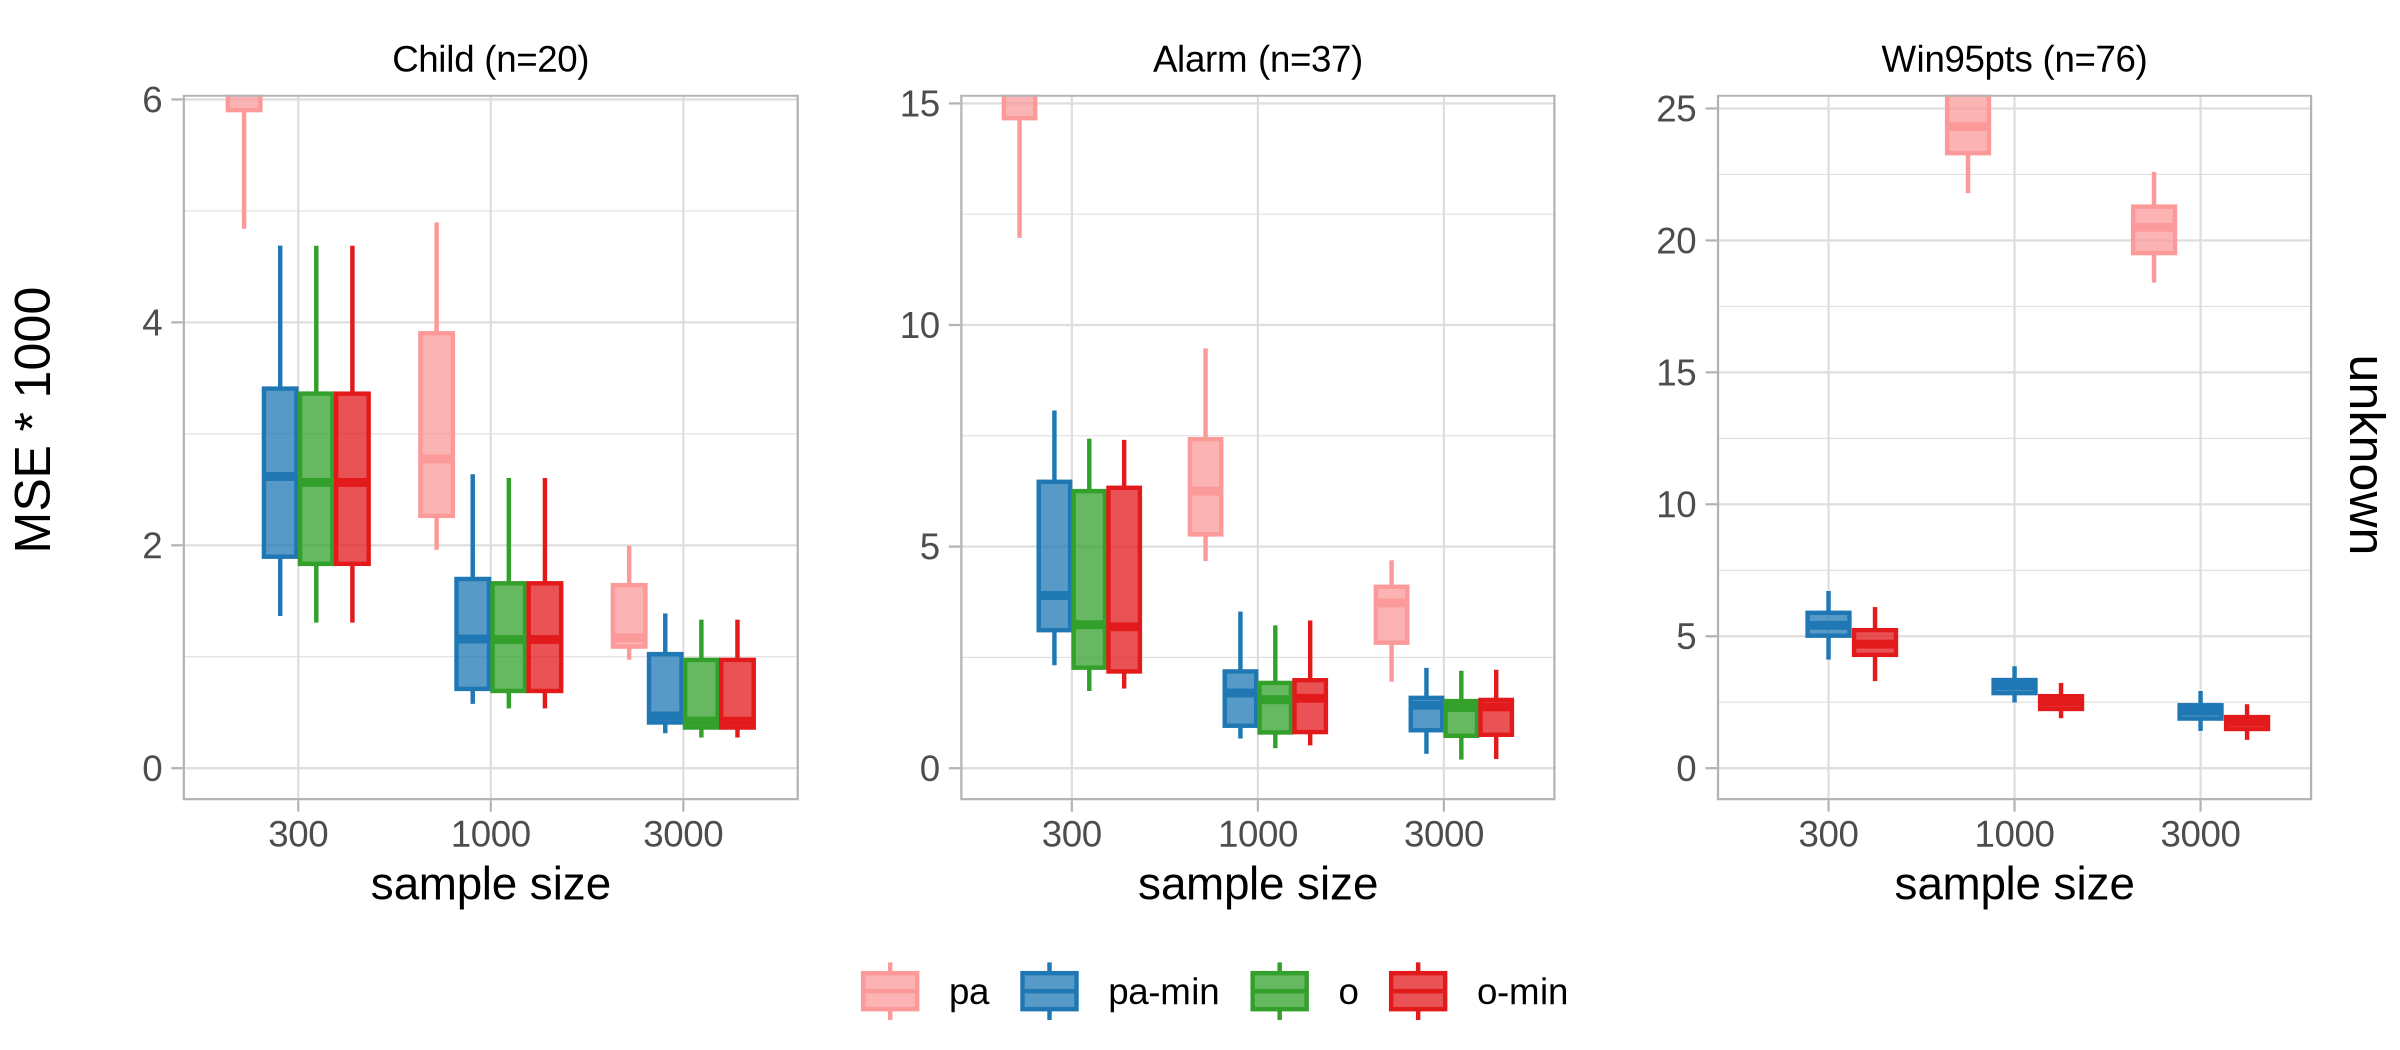 Child (n=20)
Alarm (n=37)
Win95pts (n=76)
MSE * 1000
6
4
2
0
15
10
5
0
25
20
15
10
5
0
unknown
300 1000 3000
300 1000 3000
300 1000 3000
sample size
sample size
sample size
pa pa-min o o-min